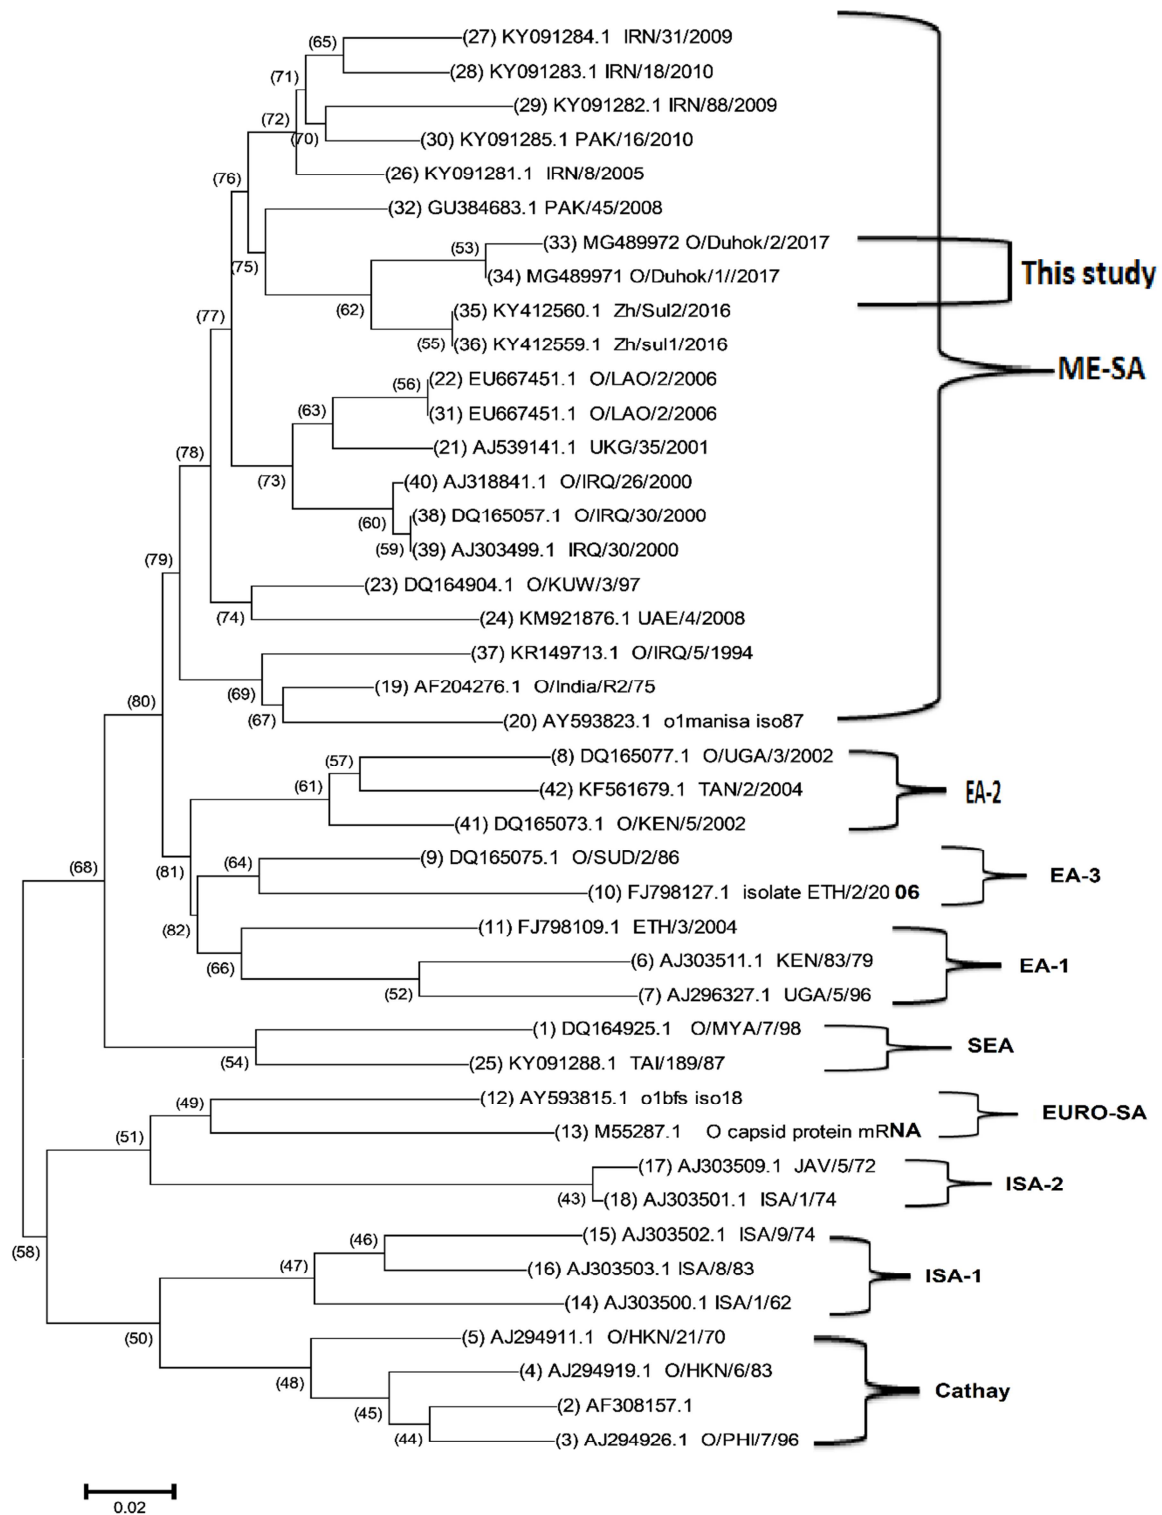 (65)
(27) KY091284.1 IRN/31/2009
(71)
(28) KY091283.1 IRN/18/2010
(72)
(29) KY091282.1 IRN/88/2009
(70)
(30) KY091285.1 PAK/16/2010
(76)
(26) KY091281.1 IRN/8/2005
(32) GU384683.1 PAK/45/2008
(53)
(33) MG489972 O/Duhok/2/2017
(75)
(34) MG489971 O/Duhok/1//2017
This study
(62)
(35) KY412560.1 Zh/Sul2/2016
(77)
(55)
(36) KY412559.1 Zh/sul1/2016
ME-SA
(56)
(22) EU667451.1 O/LAO/2/2006
(63)
(31) EU667451.1 O/LAO/2/2006
(21) AJ539141.1 UKG/35/2001
(78)
(73)
(40) AJ318841.1 O/IRQ/26/2000
(60)
(38) DQ165057.1 O/IRQ/30/2000
(59)
(39) AJ303499.1 IRQ/30/2000
(79)
(23) DQ164904.1 O/KUW/3/97
(74)
(24) KM921876.1 UAE/4/2008
(37) KR149713.1 O/IRQ/5/1994
(69)
(19) AF204276.1 O/India/R2/75
(80)
(67)
(20) AY593823.1 o1manisa iso87
(57)
(8) DQ165077.1 O/UGA/3/2002
(61)
(42) KF561679.1 TAN/2/2004
EA-2
(41) DQ165073.1 O/KEN/5/2002
(68)
(81)
(64)
(9) DQ165075.1 O/SUD/2/86
EA-3
(10) FJ798127.1 isolate ETH/2/20 06
(82)
(11) FJ798109.1 ETH/3/2004
(66)
(6) AJ303511.1 KEN/83/79
EA-1
(52)
(7) AJ296327.1 UGA/5/96
(1) DQ164925.1 O/MYA/7/98
SEA
(54)
(25) KY091288.1 TAI/189/87
(49)
(12) AY593815.1 o1bfs iso18
EURO-SA
(51)
(13) M55287.1 O capsid protein mRNA
(17) AJ303509.1 JAV/5/72
ISA-2
(43)
(18) AJ303501.1 ISA/1/74
(46)
(15) AJ303502.1 ISA/9/74
(58)
(47)
(16) AJ303503.1 ISA/8/83
ISA-1
(14) AJ303500.1 ISA/1/62
(50)
(5) AJ294911.1 O/HKN/21/70
(48)
(4) AJ294919.1 O/HKN/6/83
Cathay
(45)
(2) AF308157.1
(44)
(3) AJ294926.1 O/PHI/7/96
0.02